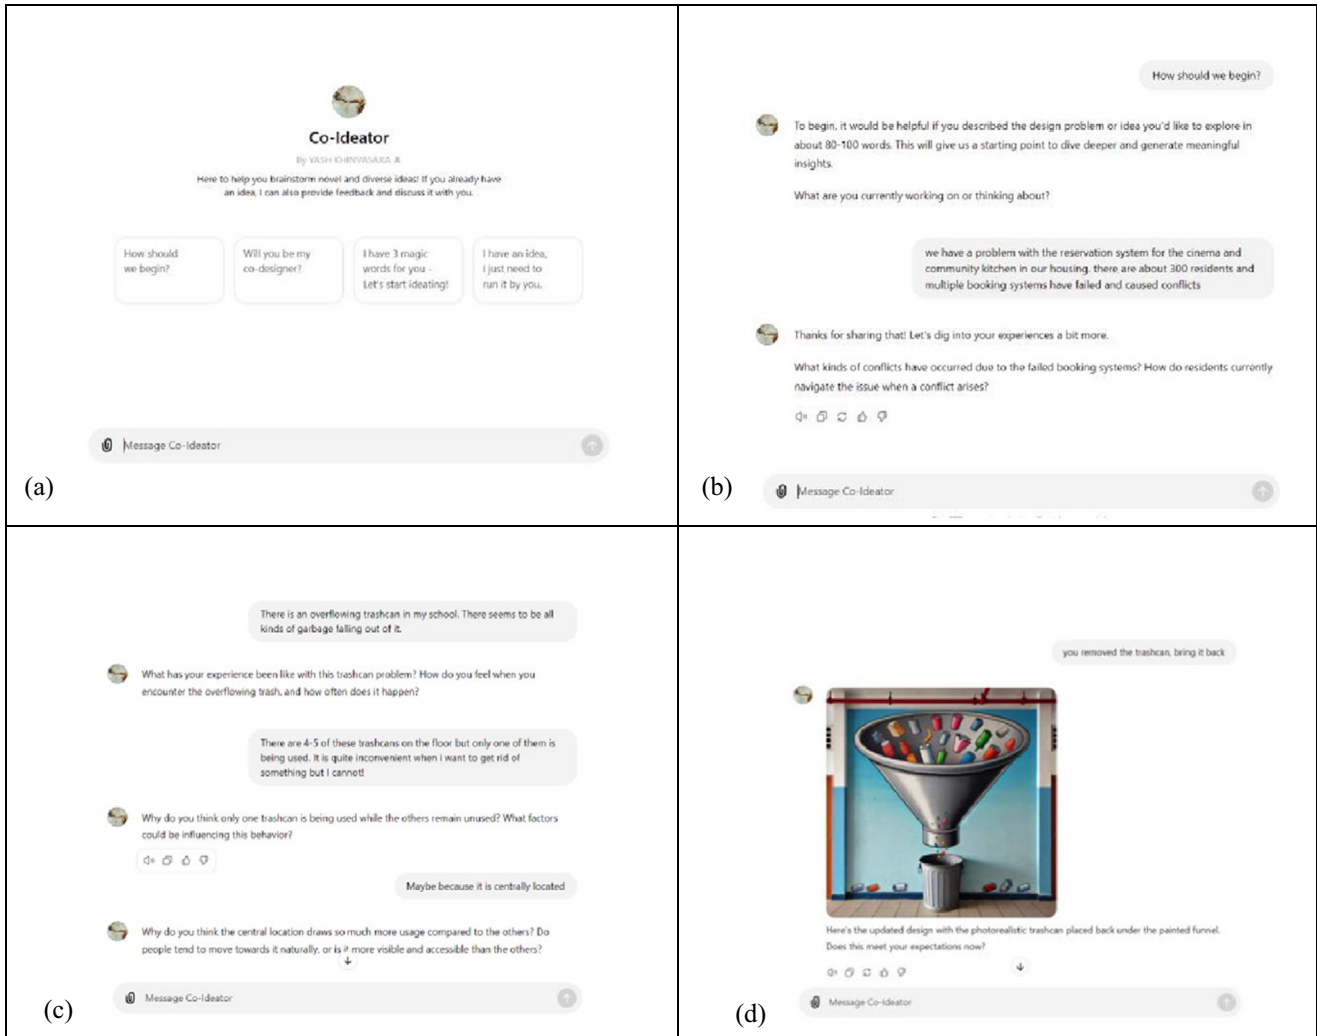 Co-Ideator
Here to help you brainstorm novel and diverse ideas! If you already have
an idea, I can also provide feedback and discuss it with you.
How should
we begin?
Will you be my
co-designer?
I have 3 magic
words for you -
Let's start ideating!
I have an idea,
I just need to
run it by you.
Message Co-Ideator
(a)
How should we begin?
To begin, it would be helpful if you described the design problem or idea you'd like to explore in
about 80-100 words. This will give us a starting point to dive deeper and generate meaningful
insights.
What are you currently working on or thinking about?
we have a problem with the reservation system for the cinema and
community kitchen in our housing. there are about 300 residents and
multiple booking systems have failed and caused conflicts
Thanks for sharing that! Let's dig into your experiences a bit more.
What kinds of conflicts have occurred due to the failed booking systems? How do residents currently
navigate the issue when a conflict arises?
Message Co-Ideator
(b)
There is an overflowing trashcan in my school. There seems to be all
kinds of garbage falling out of it.
What has your experience been like with this trashcan problem? How do you feel when you
encounter the overflowing trash, and how often does it happen?
There are 4-5 of these trashcans on the floor but only one of them is
being used. It is quite inconvenient when i want to get rid of
something but I cannot!
Why do you think only one trashcan is being used while the others remain unused? What factors
could be influencing this behavior?
Maybe because it is centrally located
Why do you think the central location draws so much more usage compared to the others? Do
people tend to move towards it naturally, or is it more visible and accessible than the others?
Message Co-Ideator
(c)
you removed the trashcan, bring it back
Here's the updated design with the photorealistic trashcan placed back under the painted funnel.
Does this meet your expectations now?
Message Co-Ideator
(d)